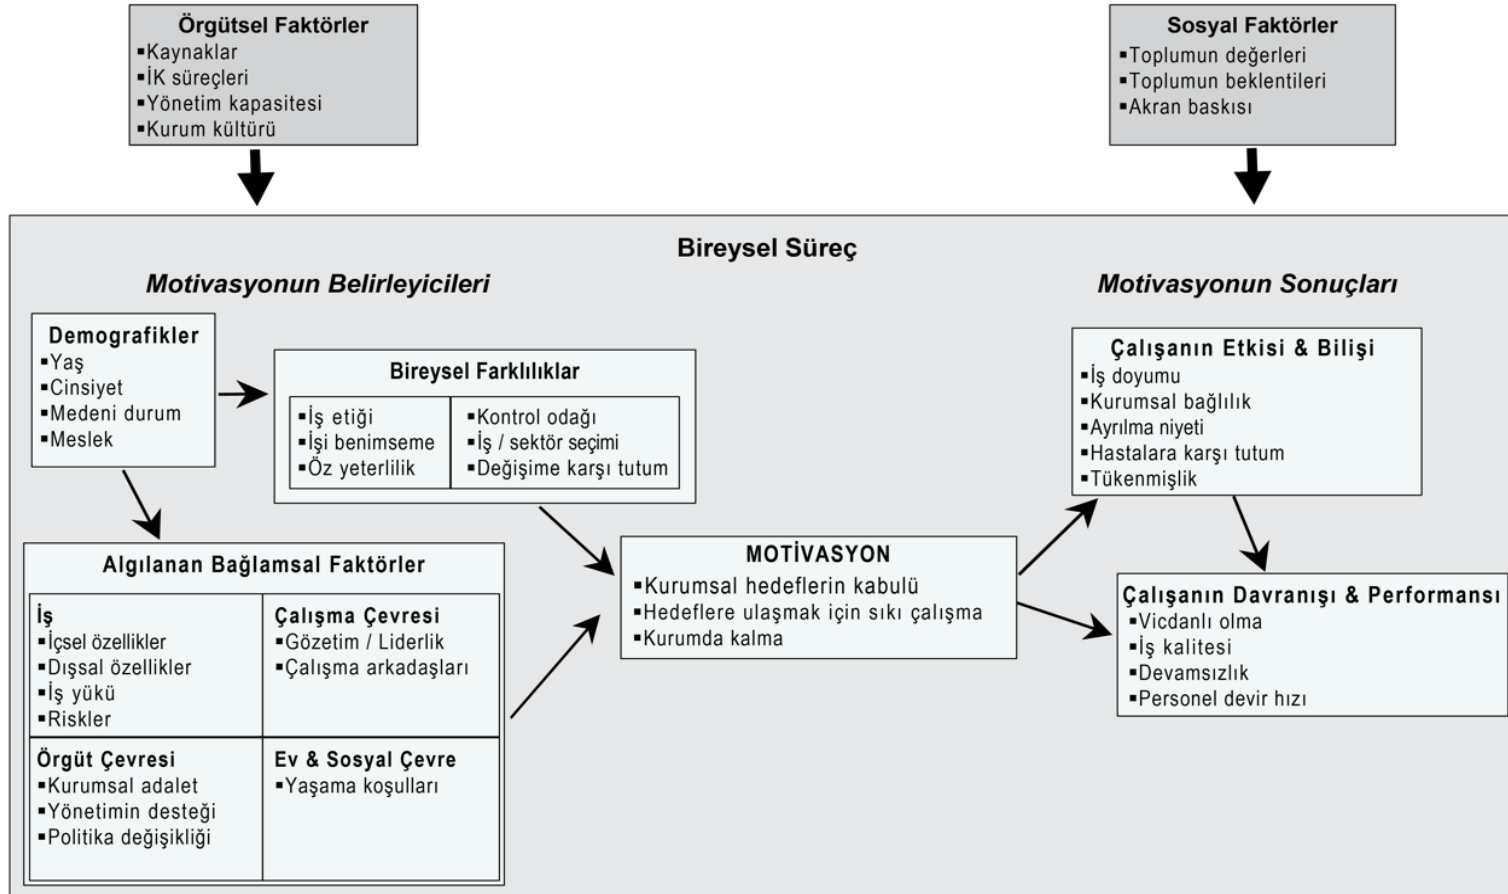 Örgütsel Faktörler
▪Kaynaklar
▪İK süreçleri
▪Yönetim kapasitesi
▪Kurum kültürü
Sosyal Faktörler
▪Toplumun değerleri
▪Toplumun beklentileri
▪Akran baskısı
Bireysel Süreç
Motivasyonun Belirleyicileri
Motivasyonun Sonuçları
Demografikler
▪Yaş
▪Cinsiyet
▪Medeni durum
▪Meslek
Bireysel Farklılıklar
▪İş etiği
▪İşi benimseme
▪Öz yeterlilik
▪Kontrol odağı
▪İş / sektör seçimi
▪Değişime karşı tutum
Algılanan Bağlamsal Faktörler
İş
▪İçsel özellikler
▪Dışsal özellikler
▪İş yükü
▪Riskler
Çalışma Çevresi
▪Gözetim / Liderlik
▪Çalışma arkadaşları
Örgüt Çevresi
▪Kurumsal adalet
▪Yönetimin desteği
▪Politika değişikliği
Ev & Sosyal Çevre
▪Yaşama koşulları
MOTİVASYON
▪Kurumsal hedeflerin kabulü
▪Hedeflere ulaşmak için sıkı çalışma
▪Kurumda kalma
Çalışanın Etkisi & Bilişi
▪İş doyumu
▪Kurumsal bağlılık
▪Ayrılma niyeti
▪Hastalara karşı tutum
▪Tükenmişlik
Çalışanın Davranışı & Performansı
▪Vicdanlı olma
▪İş kalitesi
▪Devamsızlık
▪Personel devir hızı